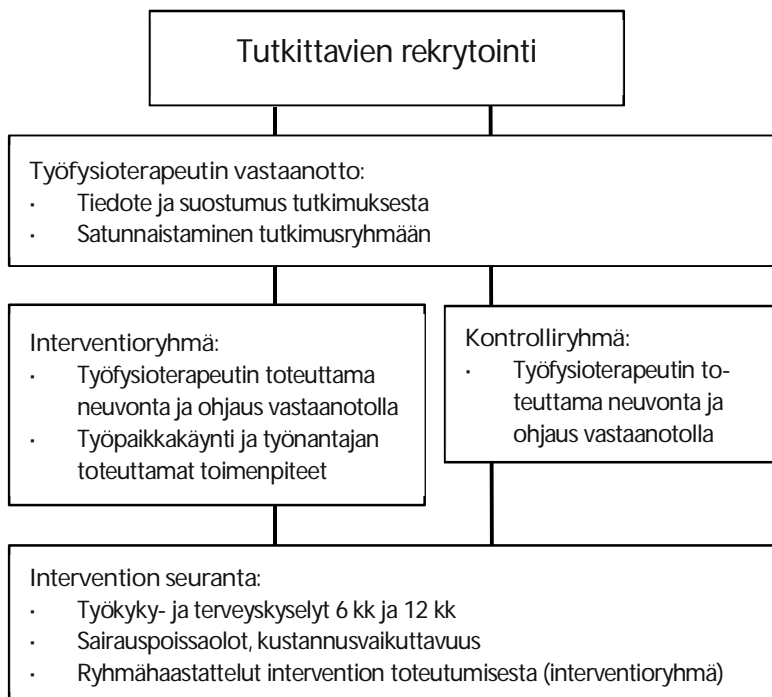 Tutkittavien rekrytointi
Työfysioterapeutin vastaanotto:
· Tiedote ja suostumus tutkimuksesta
· Satunnaistaminen tutkimusryhmään
Interventioryhmä:
· Työfysioterapeutin toteuttama
neuvonta ja ohjaus vastaanotolla
· Työpaikkakäynti ja työnantajan
toteuttamat toimenpiteet
Kontrolliryhmä:
· Työfysioterapeutin to-
teuttama neuvonta ja
ohjaus vastaanotolla
Intervention seuranta:
· Työkyky- ja terveyskyselyt 6 kk ja 12 kk
· Sairauspoissaolot, kustannusvaikuttavuus
· Ryhmähaastattelut intervention toteutumisesta (interventioryhmä)